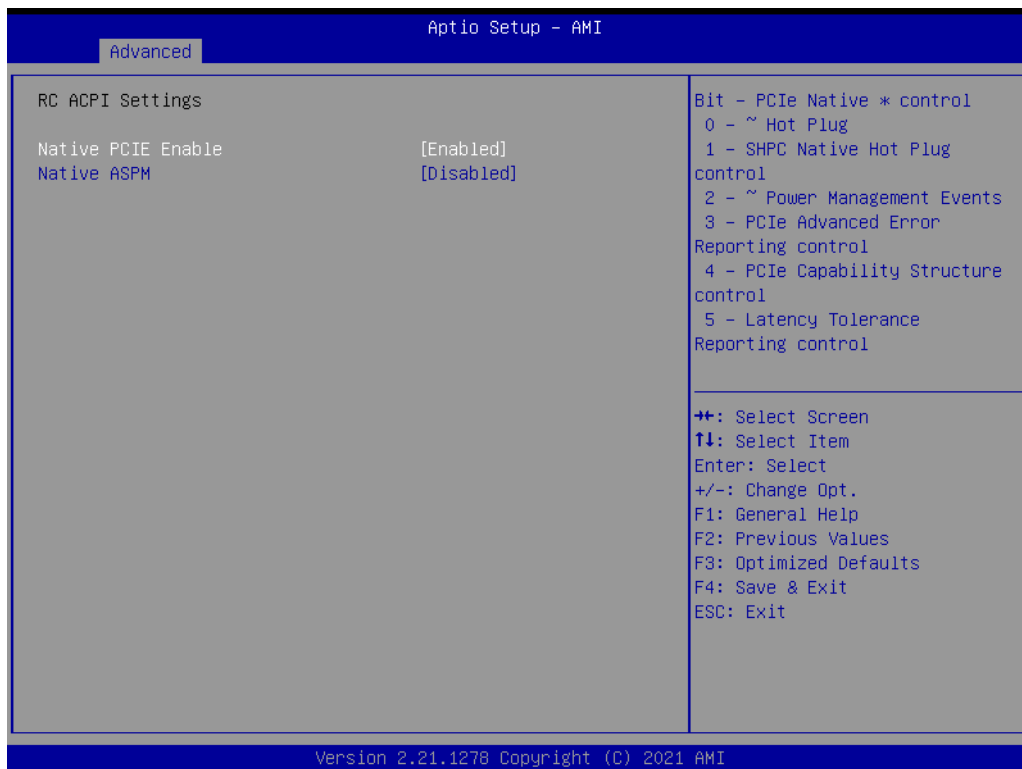 Aptio Setup – AMI
Advanced
RC ACPI Settings
Native PCIE Enable [Enabled]
Native ASPM [Disabled]
Bit – PCIe Native * control
0 – ~ Hot Plug
1 – SHPC Native Hot Plug
control
2 – ~ Power Management Events
3 – PCIe Advanced Error
Reporting control
4 – PCIe Capability Structure
control
5 – Latency Tolerance
Reporting control
→←: Select Screen
↑↓: Select Item
Enter: Select
+/-: Change Opt.
F1: General Help
F2: Previous Values
F3: Optimized Defaults
F4: Save & Exit
ESC: Exit
Version 2.21.1278 Copyright (C) 2021 AMI